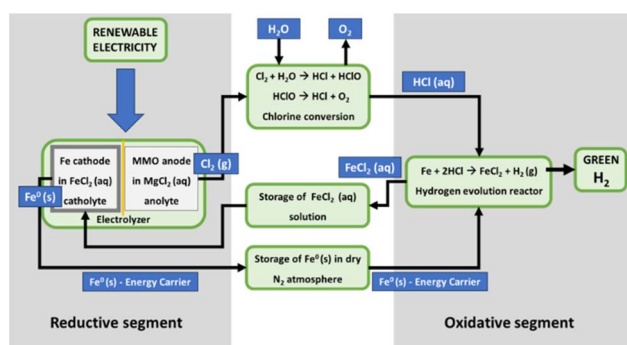 RENEWABLE
ELECTRICITY
H₂O
O₂
Cl₂ + H₂O → HCl + HClO
HClO → HCl + O₂
Chlorine conversion
HCl (aq)
Fe cathode
in FeCl₂ (aq)
catholyte
MMO anode
in MgCl₂ (aq)
anolyte
Electrolyzer
Cl₂ (g)
Fe⁰ (s)
FeCl₂ (aq)
Fe + 2HCl → FeCl₂ + H₂ (g)
Hydrogen evolution reactor
GREEN
H₂
Storage of FeCl₂ (aq)
solution
Storage of Fe⁰ (s) in dry
N₂ atmosphere
Fe⁰ (s) - Energy Carrier
Fe⁰ (s) - Energy Carrier
Reductive segment
Oxidative segment